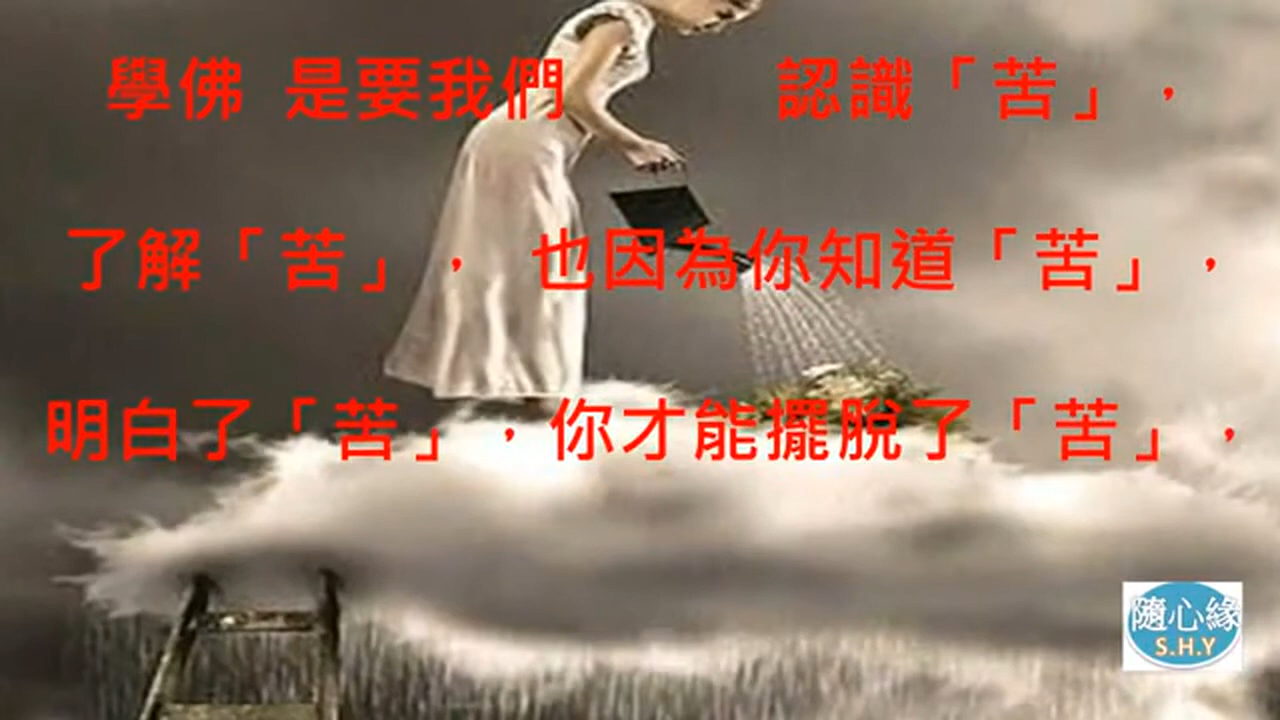 學佛 是要我們 認識「苦」，
了解「苦」， 也因為你知道「苦」，
明白了「苦」，你才能擺脫了「苦」，
隨心緣
S.H.Y